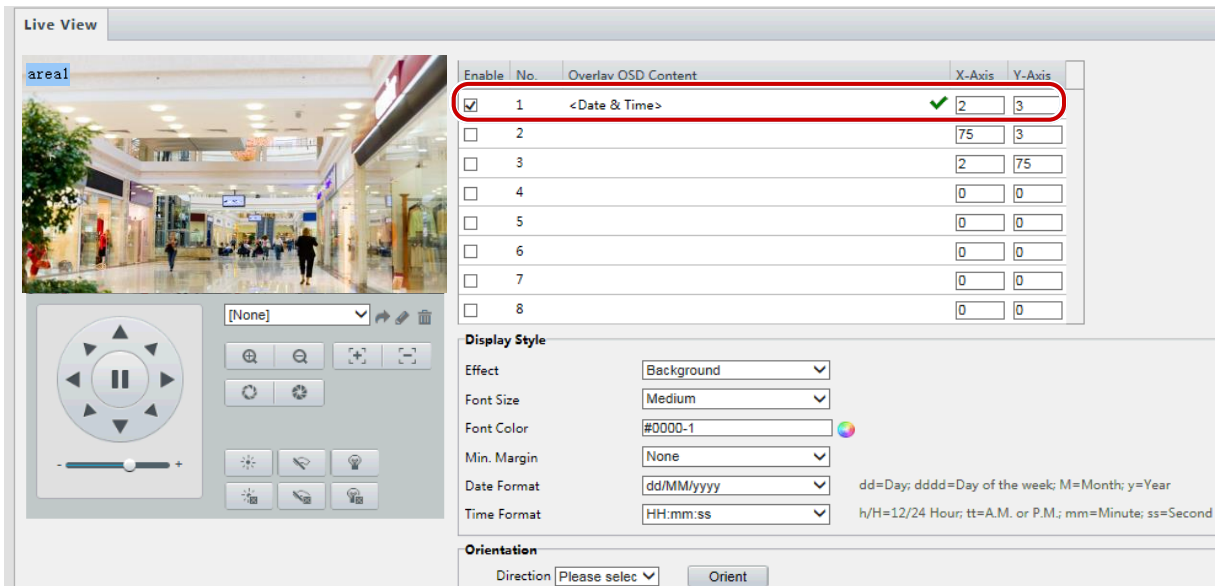 Live View
area1
Enable No. Overlay OSD Content X-Axis Y-Axis
1 <Date & Time> 2 3
2 75 3
3 2 75
4 0 0
5 0 0
6 0 0
7 0 0
8 0 0
[None]
- +
Display Style
Effect Background
Font Size Medium
Font Color #0000-1
Min. Margin None
Date Format dd/MM/yyyy dd=Day; dddd=Day of the week; M=Month; y=Year
Time Format HH:mm:ss h/H=12/24 Hour; tt=A.M. or P.M.; mm=Minute; ss=Second
Orientation
Direction Please selec Orient